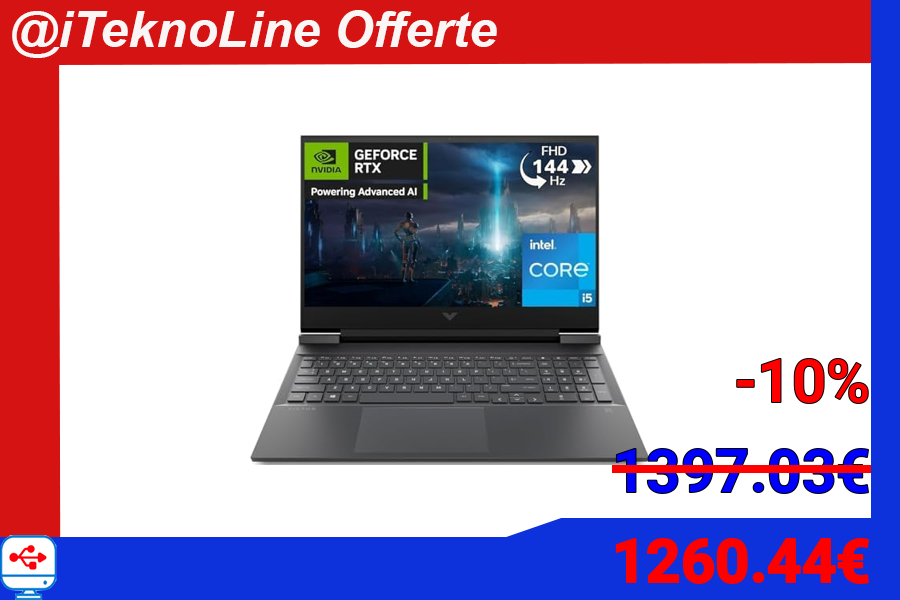 @iTeknoLine Offerte
NVIDIA
GEFORCE
RTX
Powering Advanced AI
FHD
144
Hz
intel.
CORE
i5
-10%
1397.03€
1260.44€